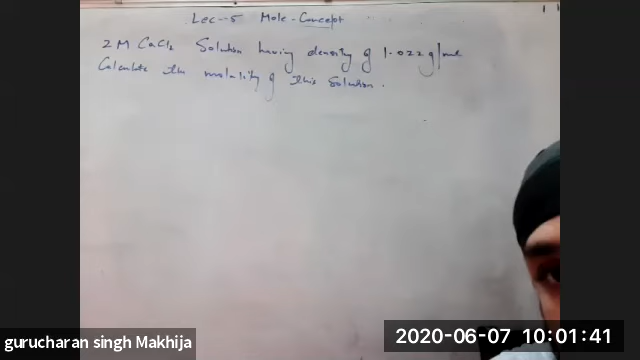 Lec-5 Mole-Concept
2M CaCl2 Solution having density of 1.022 g/ml
Calculate the molality of this Solution.
gurucharan singh Makhija
2020-06-07 10:01:41